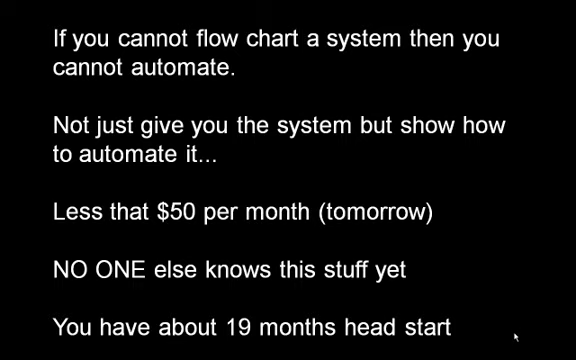 If you cannot flow chart a system then you
cannot automate.
Not just give you the system but show how
to automate it...
Less that $50 per month (tomorrow)
NO ONE else knows this stuff yet
You have about 19 months head start